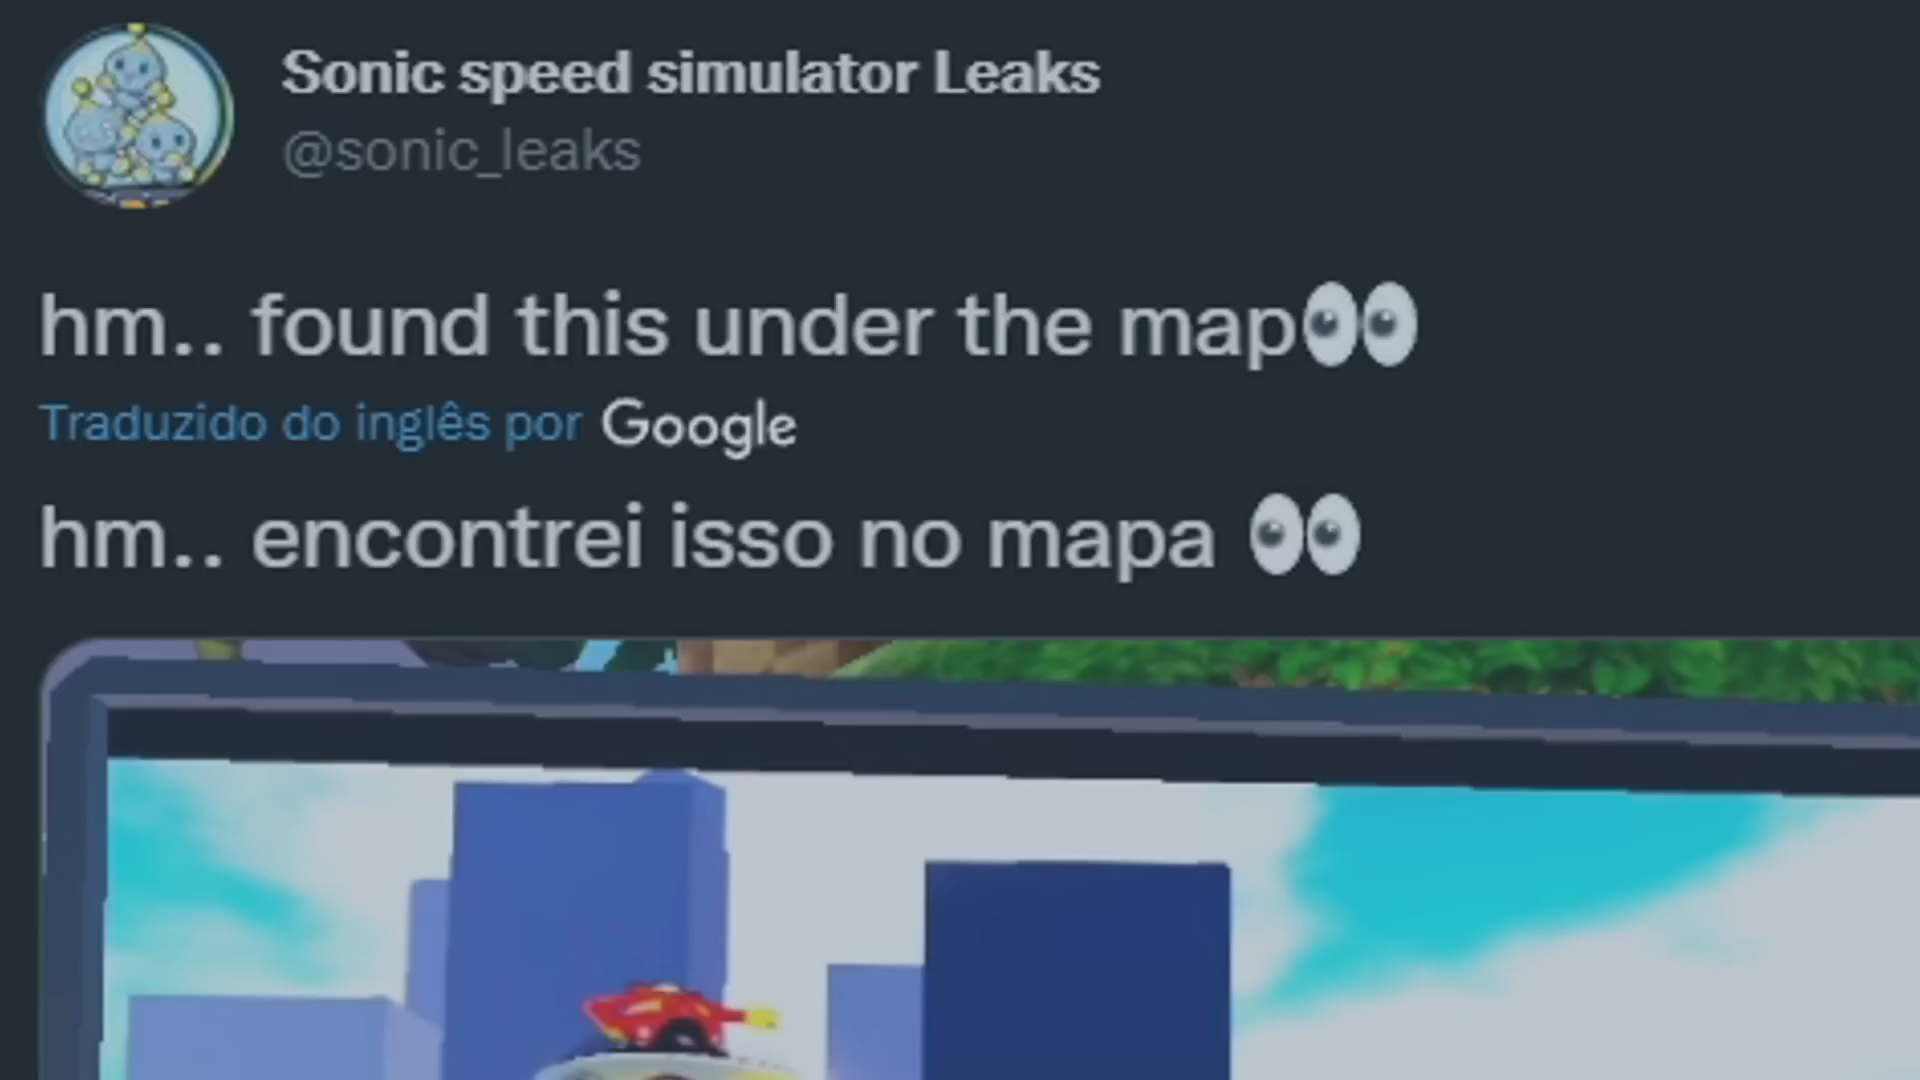 Sonic speed simulator Leaks
@sonic_leaks
hm.. found this under the map👀
Traduzido do inglês por Google
hm.. encontrei isso no mapa 👀